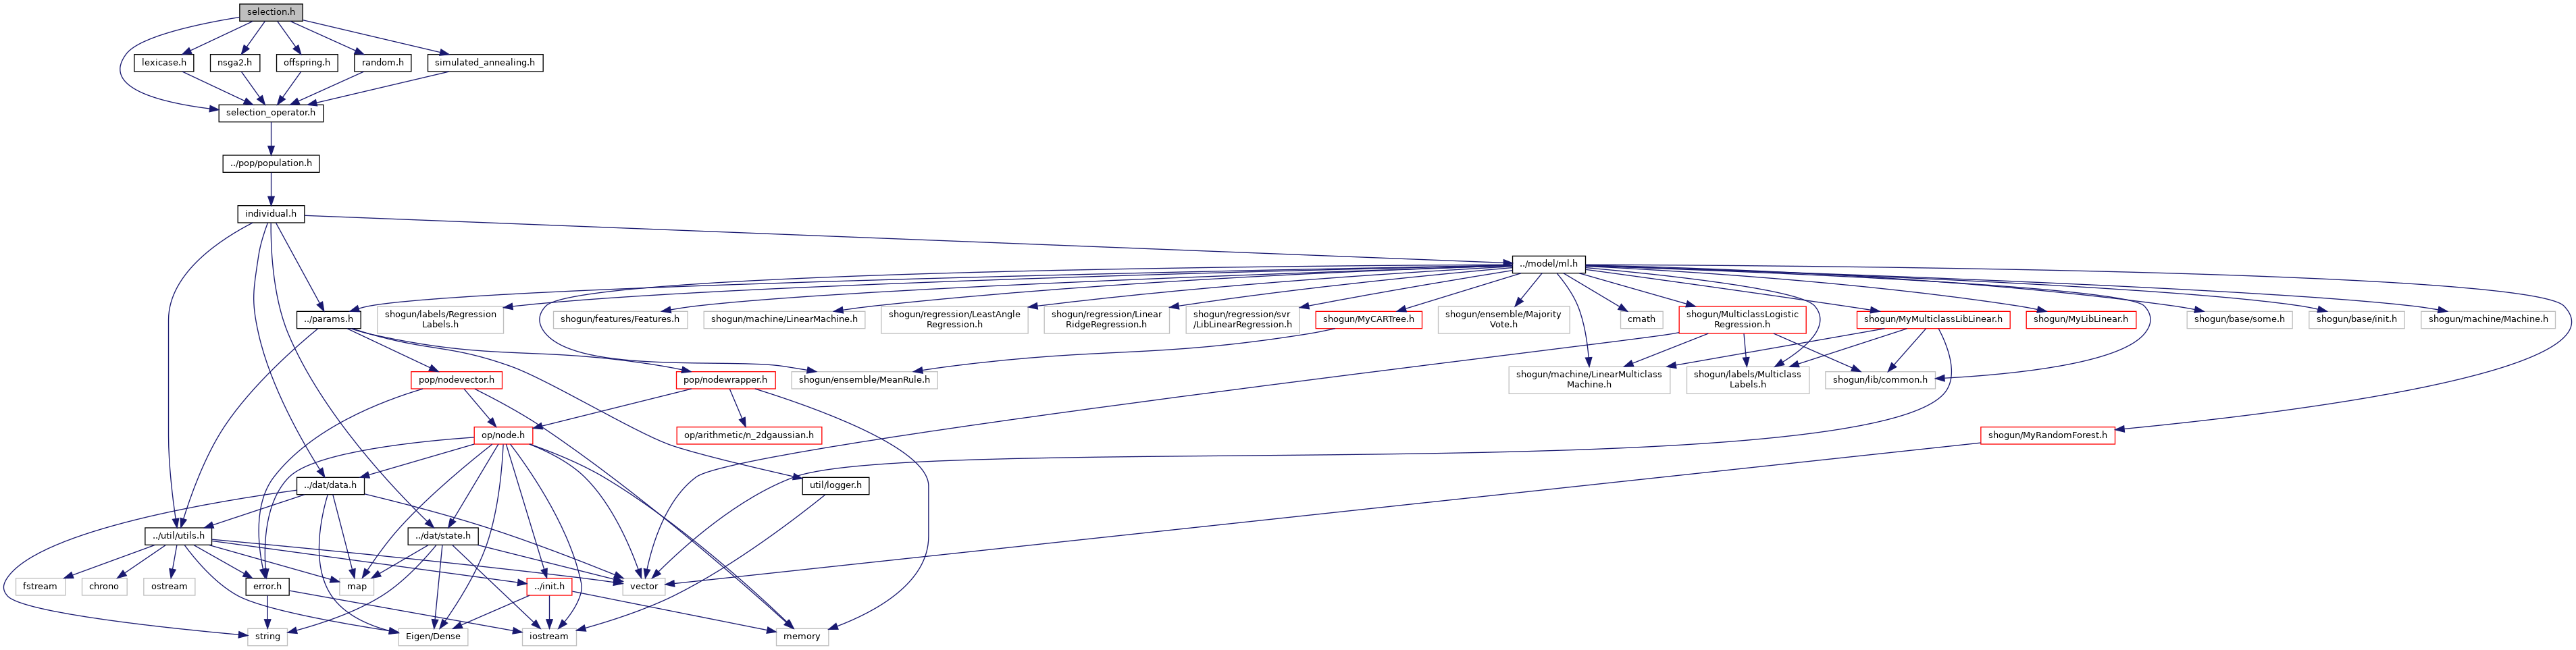 selection.h
lexicase.h
nsga2.h
offspring.h
random.h
simulated_annealing.h
selection_operator.h
../pop/population.h
individual.h
../model/ml.h
../params.h
shogun/labels/Regression
Labels.h
shogun/features/Features.h
shogun/machine/LinearMachine.h
shogun/regression/LeastAngle
Regression.h
shogun/regression/Linear
RidgeRegression.h
shogun/regression/svr
/LibLinearRegression.h
shogun/MyCARTree.h
shogun/ensemble/Majority
Vote.h
cmath
shogun/MulticlassLogistic
Regression.h
shogun/MyMulticlassLibLinear.h
shogun/MyLibLinear.h
shogun/base/some.h
shogun/base/init.h
shogun/machine/Machine.h
pop/nodevector.h
pop/nodewrapper.h
shogun/ensemble/MeanRule.h
shogun/machine/LinearMulticlass
Machine.h
shogun/labels/Multiclass
Labels.h
shogun/lib/common.h
op/node.h
op/arithmetic/n_2dgaussian.h
shogun/MyRandomForest.h
../dat/data.h
util/logger.h
../util/utils.h
../dat/state.h
fstream
chrono
ostream
error.h
map
../init.h
vector
string
Eigen/Dense
iostream
memory